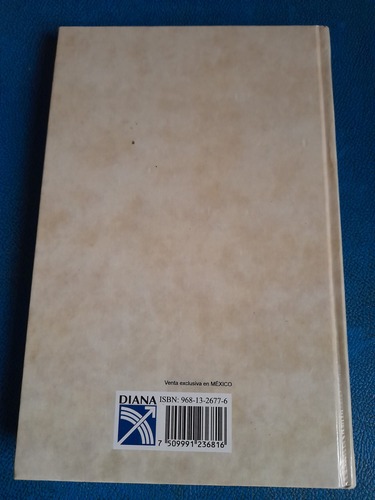 Venta exclusiva en MÉXICO
DIANA
ISBN: 968-13-2677-6
7 509991 236816